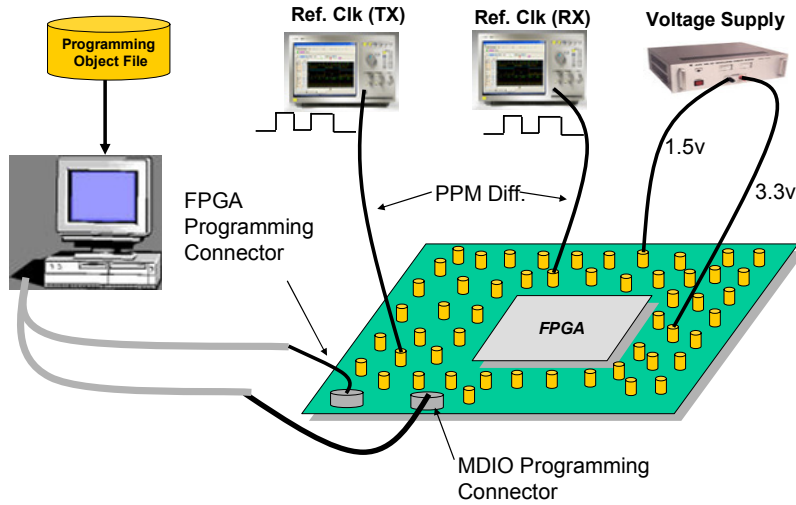 Ref. Clk (TX)
Ref. Clk (RX)
Voltage Supply
Programming
Object File
1.5v
3.3v
PPM Diff.
FPGA
Programming
Connector
FPGA
MDIO Programming
Connector